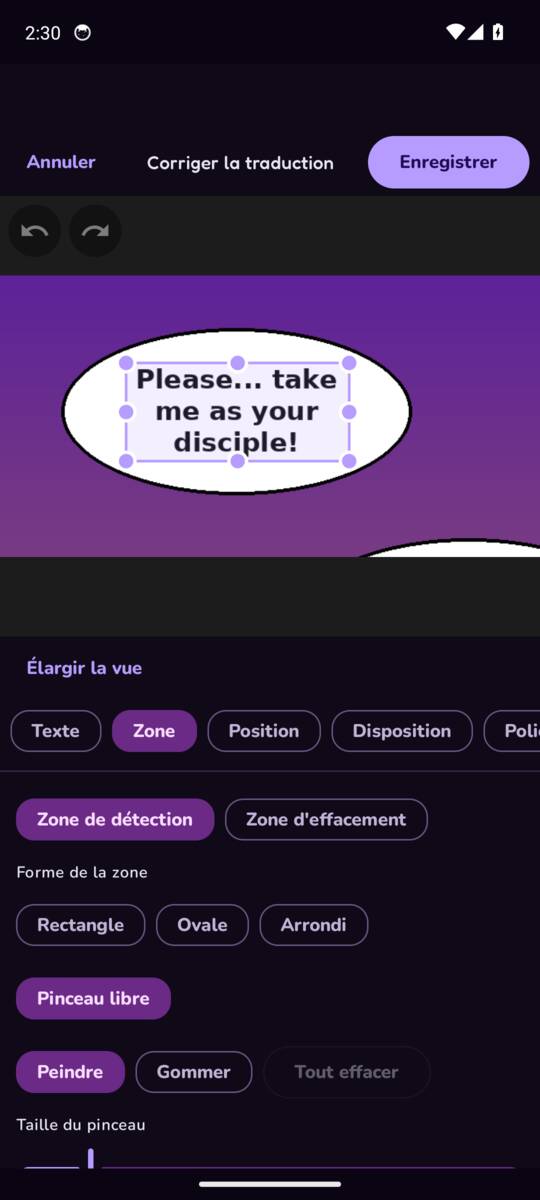 2:30
Annuler
Corriger la traduction
Enregistrer
Please... take
me as your
disciple!
Élargir la vue
Texte
Zone
Position
Disposition
Zone de détection
Zone d'effacement
Forme de la zone
Rectangle
Ovale
Arrondi
Pinceau libre
Peindre
Gommer
Tout effacer
Taille du pinceau